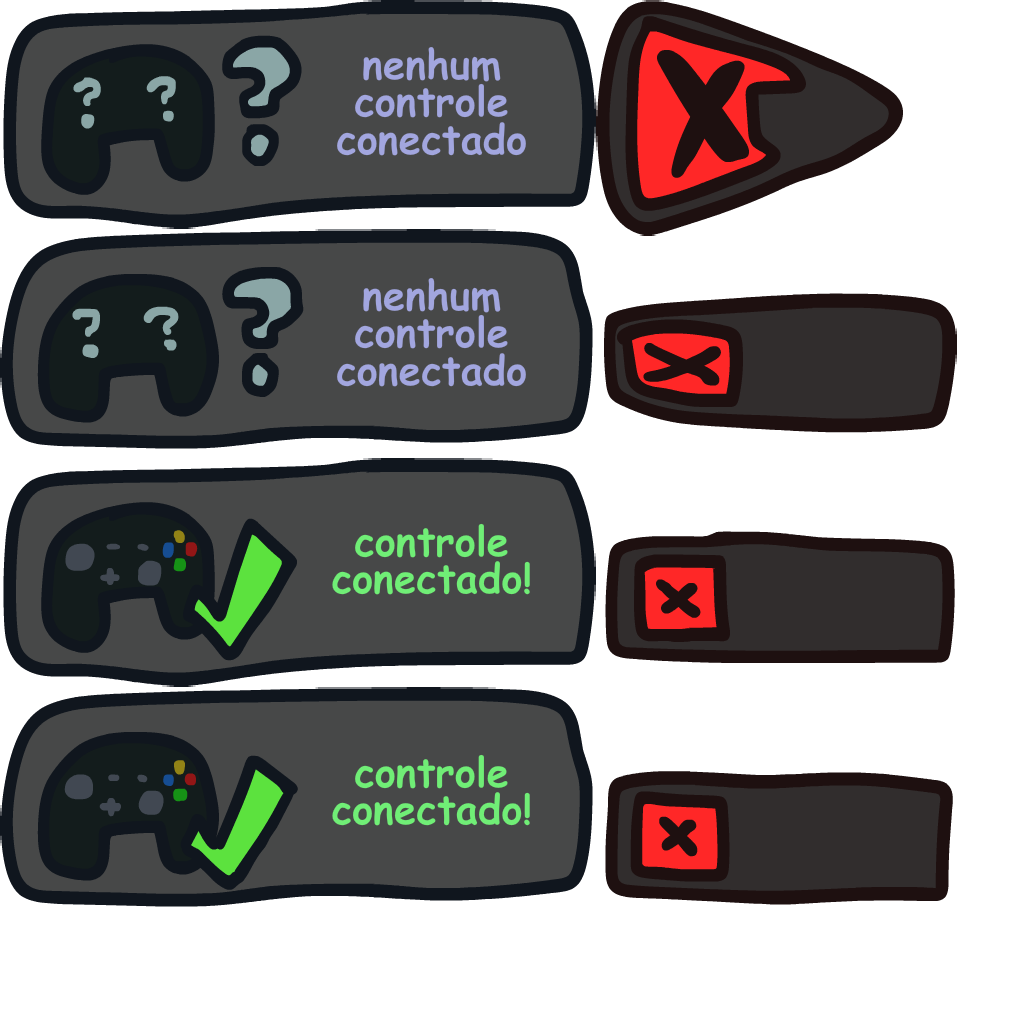 ? ? ?
nenhum
controle
conectado
? ? ?
nenhum
controle
conectado
controle
conectado!
controle
conectado!